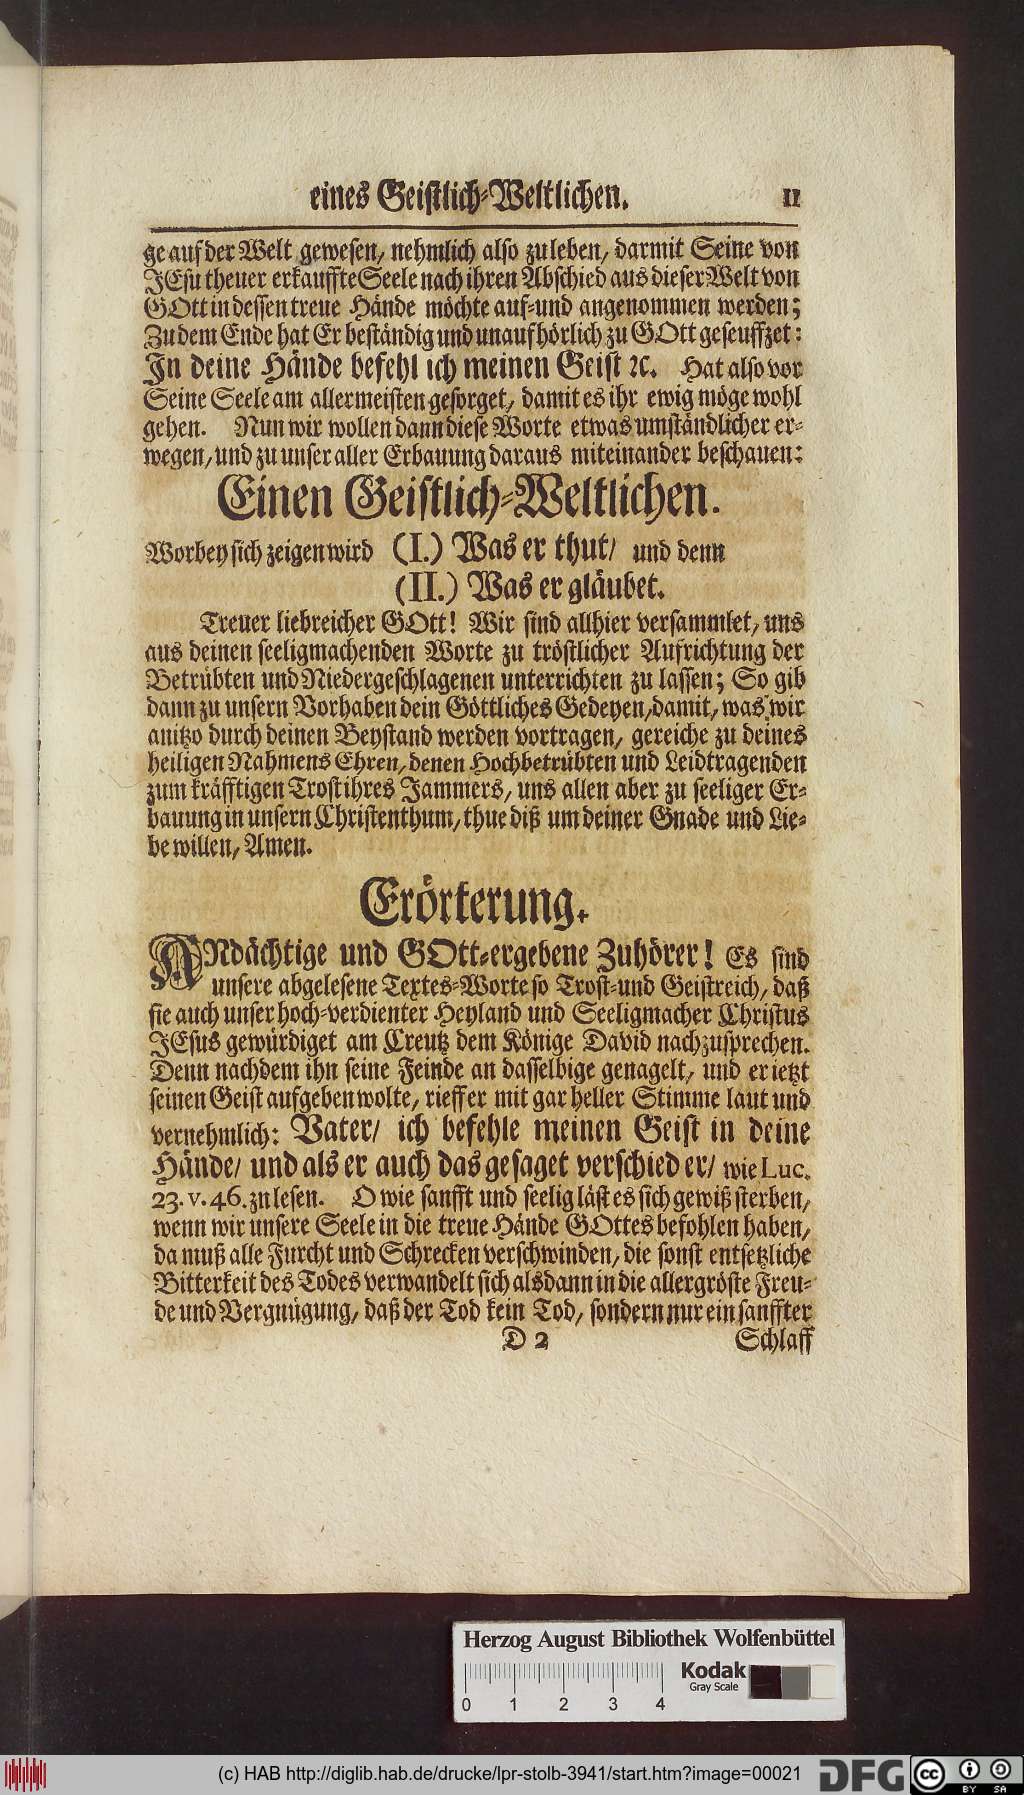 eines Geistlich-Weltlichen. 11
ge auf der Welt gewesen, nehmlich also zu leben, darmit Seine von
JEsu theuer erkauffte Seele nach ihren Abschied aus dieser Welt von
GOtt in dessen treue Hände möchte auf- und angenommen werden;
Zu dem Ende hat Er beständig und unaufhörlich zu GOtt geseuffzet:
In deine Hände befehl ich meinen Geist ꝛc. Hat also vor
Seine Seele am allermeisten gesorget, damit es ihr ewig möge wohl
gehen. Nun wir wollen dann diese Worte etwas umständlicher er-
wegen, und zu unser aller Erbauung daraus miteinander beschauen:
Einen Geistlich-Weltlichen.
Worbey sich zeigen wird (I.) Was er thut/ und denn
(II.) Was er gläubet.
Treuer liebreicher GOtt! Wir sind allhier versammlet, uns
aus deinen seeligmachenden Worte zu tröstlicher Aufrichtung der
Betrübten und Niedergeschlagenen unterrichten zu lassen; So gib
dann zu unsern Vorhaben dein Göttliches Gedeyen, damit, was wir
anitzo durch deinen Beystand werden vortragen, gereiche zu deines
heiligen Nahmens Ehren, denen Hochbetrübten und Leidtragenden
zum kräfftigen Trost ihres Jammers, uns allen aber zu seeliger Er-
bauung in unsern Christenthum, thue diß um deiner Gnade und Lie-
be willen, Amen.
Erörterung.
ANdächtige und GOtt-ergebene Zuhörer! Es sind
unsere abgelesene Textes-Worte so Trost- und Geistreich, daß
sie auch unser hoch-verdienter Heyland und Seeligmacher Christus
JEsus gewürdiget am Creutz dem Könige David nachzusprechen.
Denn nachdem ihn seine Feinde an dasselbige genagelt, und er ietzt
seinen Geist aufgeben wolte, rieff er mit gar heller Stimme laut und
vernehmlich: Vater/ ich befehle meinen Geist in deine
Hände/ und als er auch das gesaget verschied er/ wie Luc.
23. v. 46. zu lesen. O wie sanfft und seelig läst es sich gewiß sterben,
wenn wir unsere Seele in die treue Hände GOttes befohlen haben,
da muß alle Furcht und Schrecken verschwinden, die sonst entsetzliche
Bitterkeit des Todes verwandelt sich alsdann in die allergröste Freu-
de und Vergnügung, daß der Tod kein Tod, sondern nur ein sanffter
D 2 Schlaff
Herzog August Bibliothek Wolfenbüttel
Kodak
Gray Scale
0 1 2 3 4
(c) HAB http://diglib.hab.de/drucke/lpr-stolb-3941/start.htm?image=00021
DFG
cc BY SA